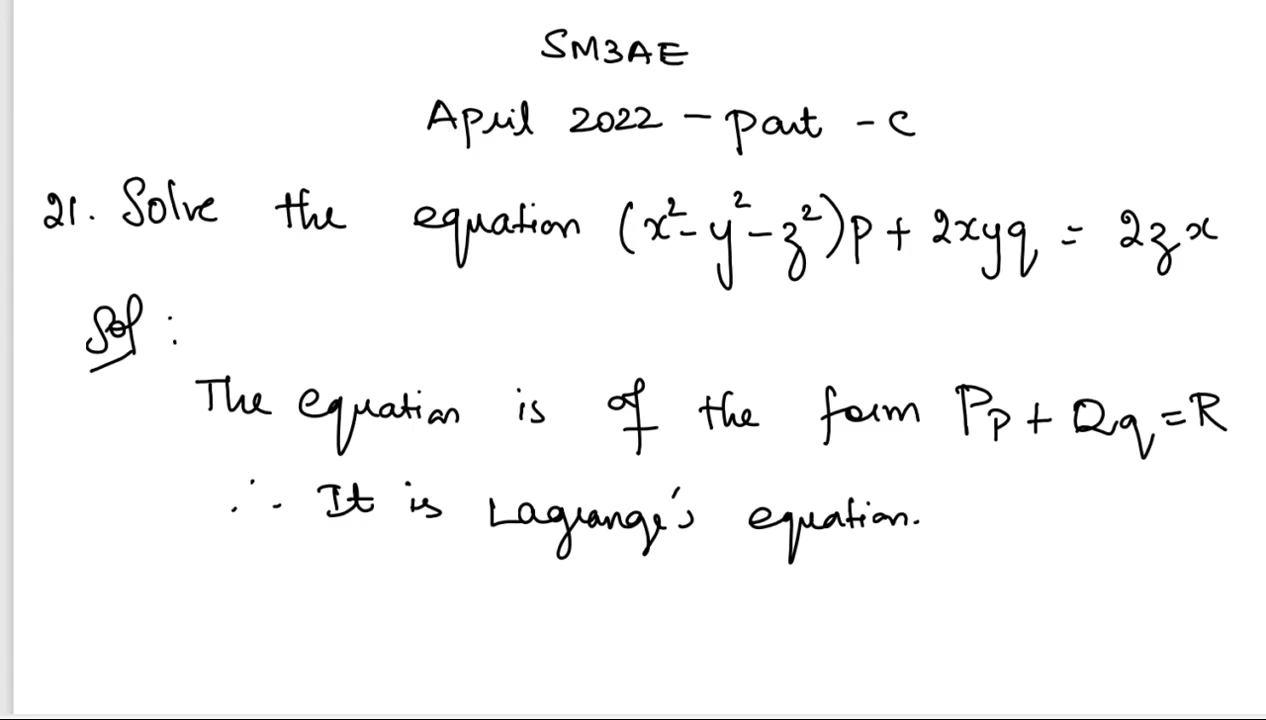 SM3AE
April 2022 - part - C
21. Solve the equation (x²-y²-z²)p + 2xyq = 2zx
Sol :
The equation is of the form Pp + Qq = R
∴ It is Lagrange's equation.